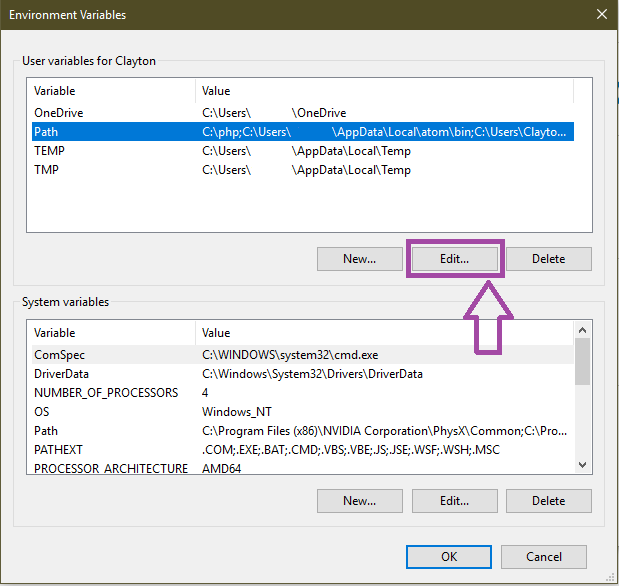 Environment Variables
User variables for Clayton
Variable Value
OneDrive C:\Users\ \OneDrive
Path C:\php;C:\Users\ \AppData\Local\atom\bin;C:\Users\Clayto...
TEMP C:\Users\ \AppData\Local\Temp
TMP C:\Users\ \AppData\Local\Temp
New... Edit... Delete
System variables
Variable Value
ComSpec C:\WINDOWS\system32\cmd.exe
DriverData C:\Windows\System32\Drivers\DriverData
NUMBER_OF_PROCESSORS 4
OS Windows_NT
Path C:\Program Files (x86)\NVIDIA Corporation\PhysX\Common;C:\Pro...
PATHEXT .COM;.EXE;.BAT;.CMD;.VBS;.VBE;.JS;.JSE;.WSF;.WSH;.MSC
PROCESSOR_ARCHITECTURE AMD64
New... Edit... Delete
OK Cancel